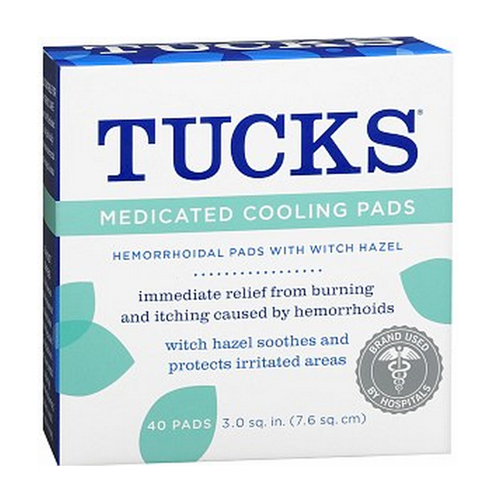 TUCKS®
MEDICATED COOLING PADS
HEMORRHOIDAL PADS WITH WITCH HAZEL
immediate relief from burning
and itching caused by hemorrhoids
witch hazel soothes and
protects irritated areas
BRAND USED
BY HOSPITALS
40 PADS 3.0 sq. in. (7.6 sq. cm)